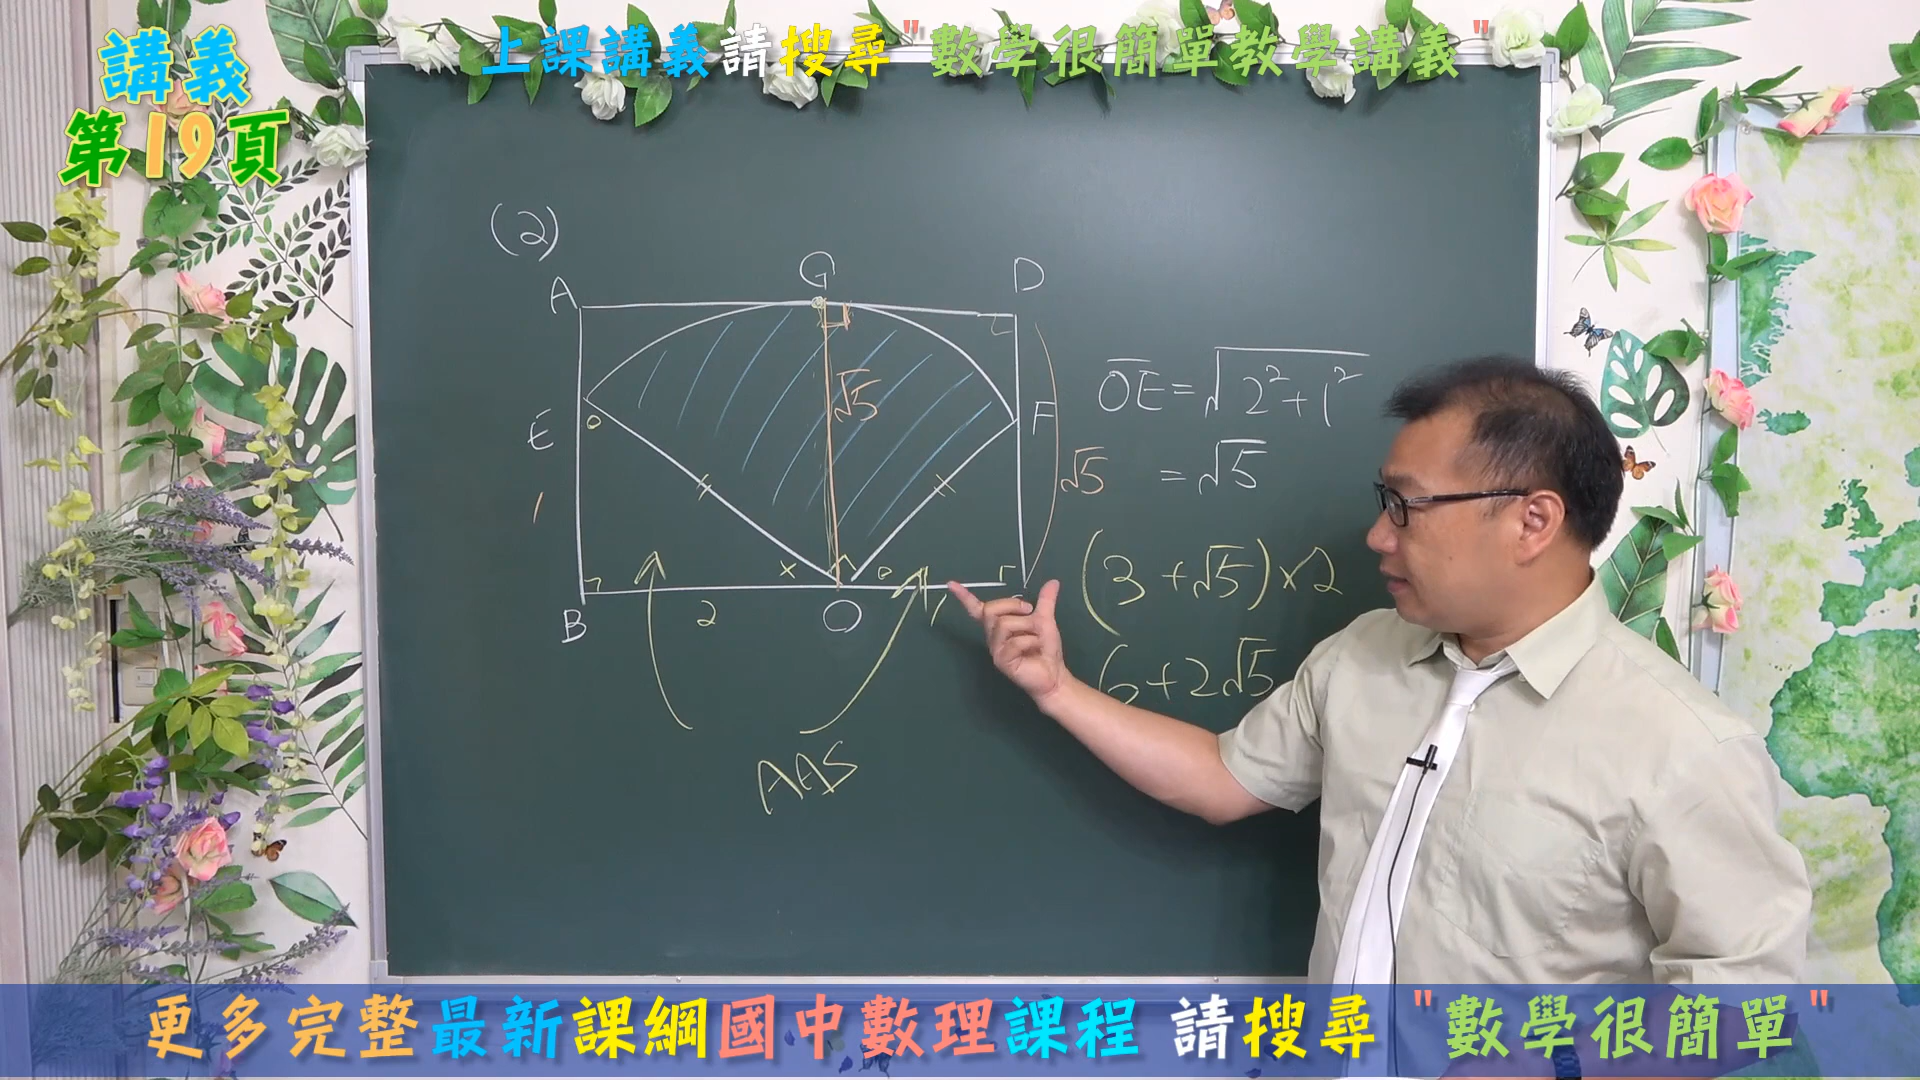 上課講義請搜尋"數學很簡單教學講義"
講義
第19頁
(2)
A G D
√5
OE=√2²+1²
E F
√5 =√5
1
(3+√5)×2
x
B 2 O 1
6+2√5
AAS
更多完整最新課綱國中數理課程 請搜尋 "數學很簡單"